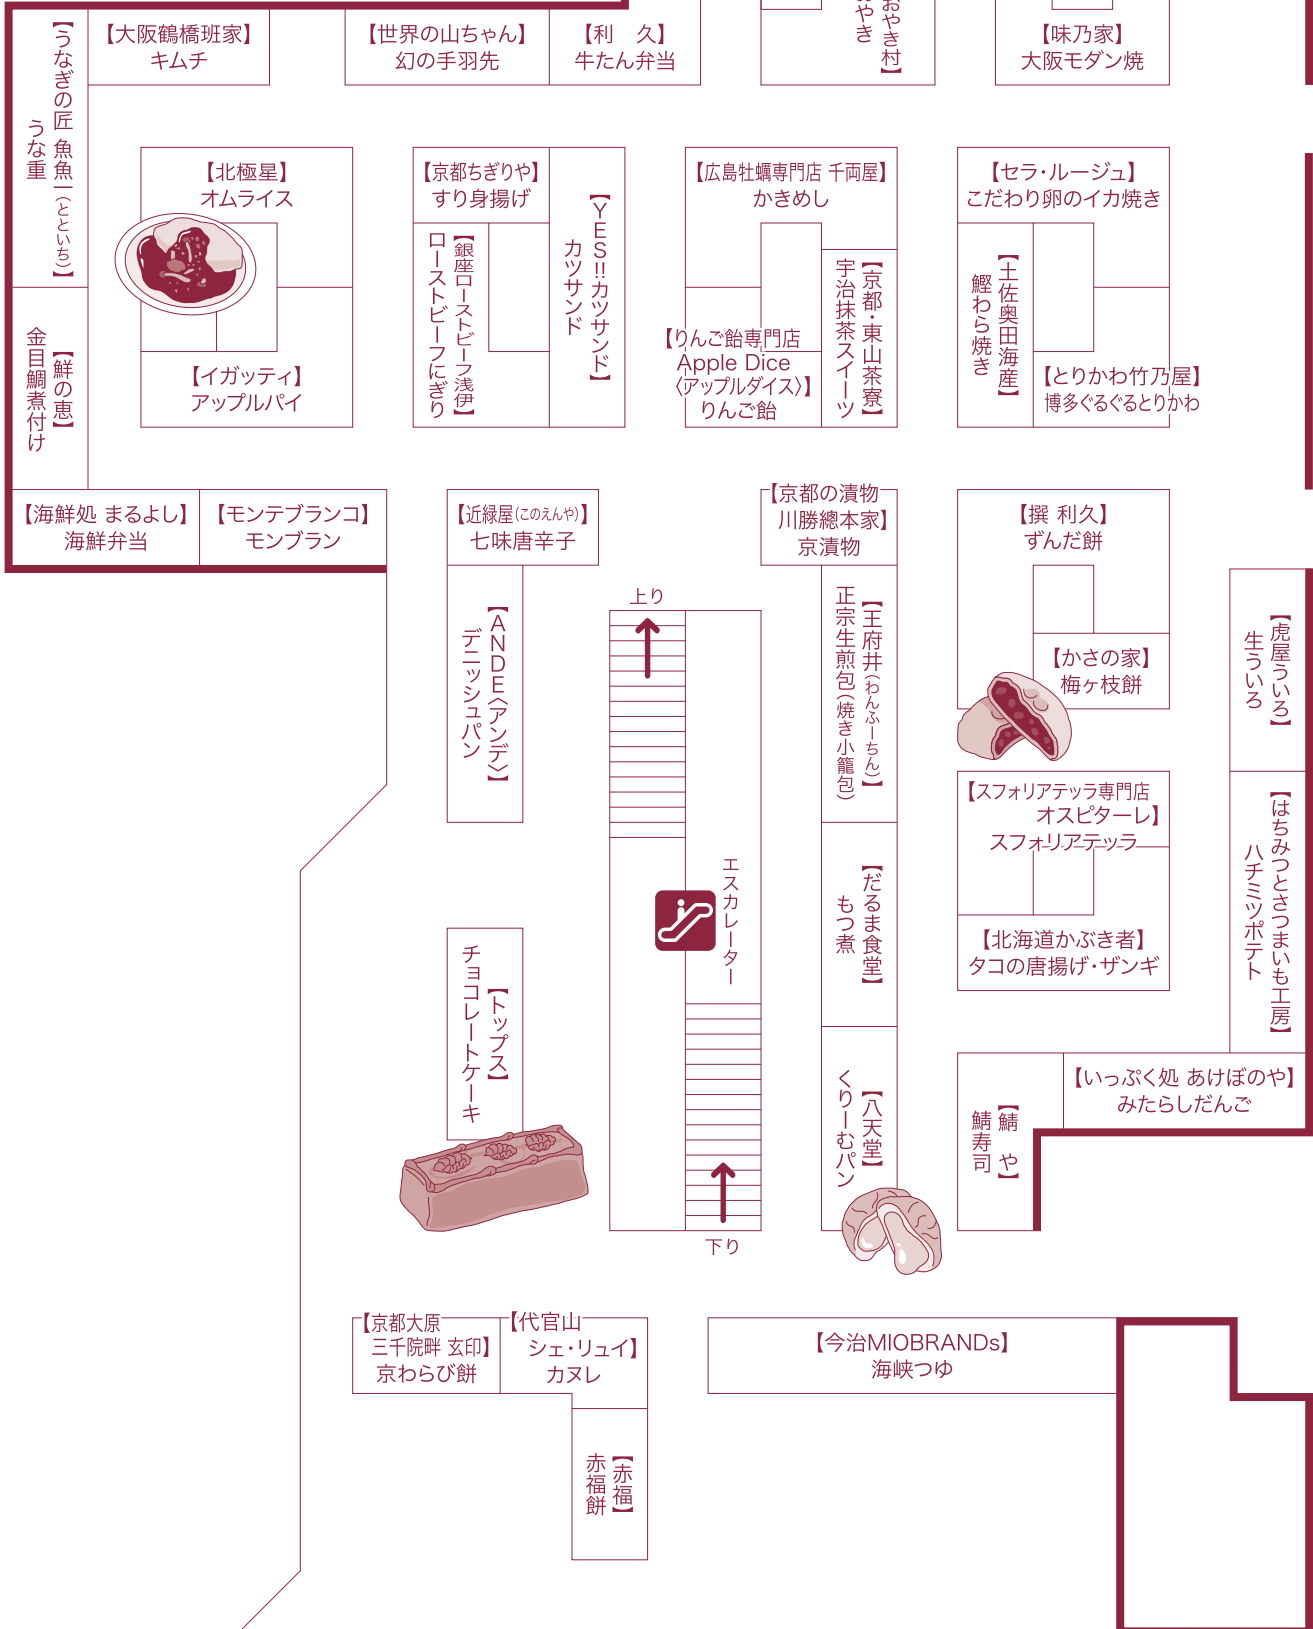 【大阪鶴橋班家】
キムチ
【世界の山ちゃん】
幻の手羽先
【利　久】
牛たん弁当
おやき村】
おやき
【味乃家】
大阪モダン焼
【うなぎの匠 魚魚一(とといち)】
うな重
【北極星】
オムライス
【京都ちぎりや】
すり身揚げ
【YES!!カツサンド】
カツサンド
【広島牡蠣専門店 千両屋】
かきめし
【セラ・ルージュ】
こだわり卵のイカ焼き
【銀座ローストビーフ浅伊】
ローストビーフにぎり
【京都・東山茶寮】
宇治抹茶スイーツ
【土佐奥田海産】
鰹わら焼き
【鮮の恵】
金目鯛煮付け
【イガッティ】
アップルパイ
【りんご飴専門店
Apple Dice
〈アップルダイス〉】
りんご飴
【とりかわ竹乃屋】
博多ぐるぐるとりかわ
【海鮮処 まるよし】
海鮮弁当
【モンテブランコ】
モンブラン
【近緑屋(このえんや)】
七味唐辛子
【京都の漬物
川勝總本家】
京漬物
【撰 利久】
ずんだ餅
上り
【ANDE〈アンデ〉】
デニッシュパン
【王府井(わんふーちん)】
正宗生煎包(焼き小籠包)
【かさの家】
梅ヶ枝餅
【虎屋ういろ】
生ういろ
【スフォリアテッラ専門店
オスピターレ】
スフォリアテッラ
【はちみつとさつまいも工房】
ハチミツポテト
エスカレーター
【だるま食堂】
もつ煮
【北海道かぶき者】
タコの唐揚げ・ザンギ
【トップス】
チョコレートケーキ
【八天堂】
くりーむパン
【いっぷく処 あけぼのや】
みたらしだんご
【鯖　や】
鯖寿司
下り
【京都大原
三千院畔 玄印】
京わらび餅
【代官山
シェ・リュイ】
カヌレ
【今治MIOBRANDs】
海峡つゆ
【赤福】
赤福餅